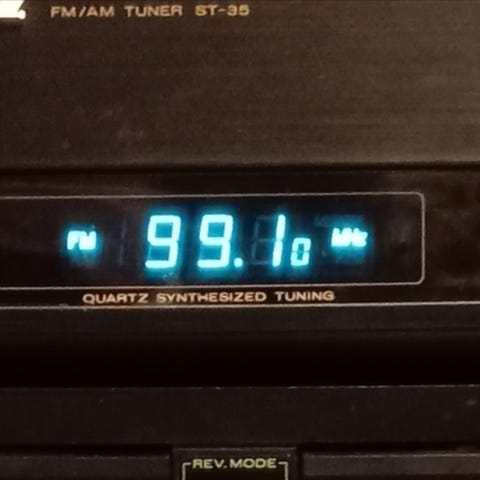 FM/AM TUNER ST-35
FM 99.10 MHz
QUARTZ SYNTHESIZED TUNING
REV. MODE